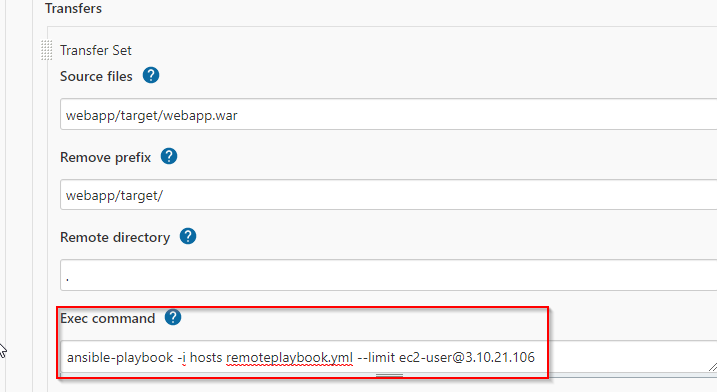 Transfers
Transfer Set
Source files ?
webapp/target/webapp.war
Remove prefix ?
webapp/target/
Remote directory ?
.
Exec command ?
ansible-playbook -i hosts remoteplaybook.yml --limit ec2-user@3.10.21.106